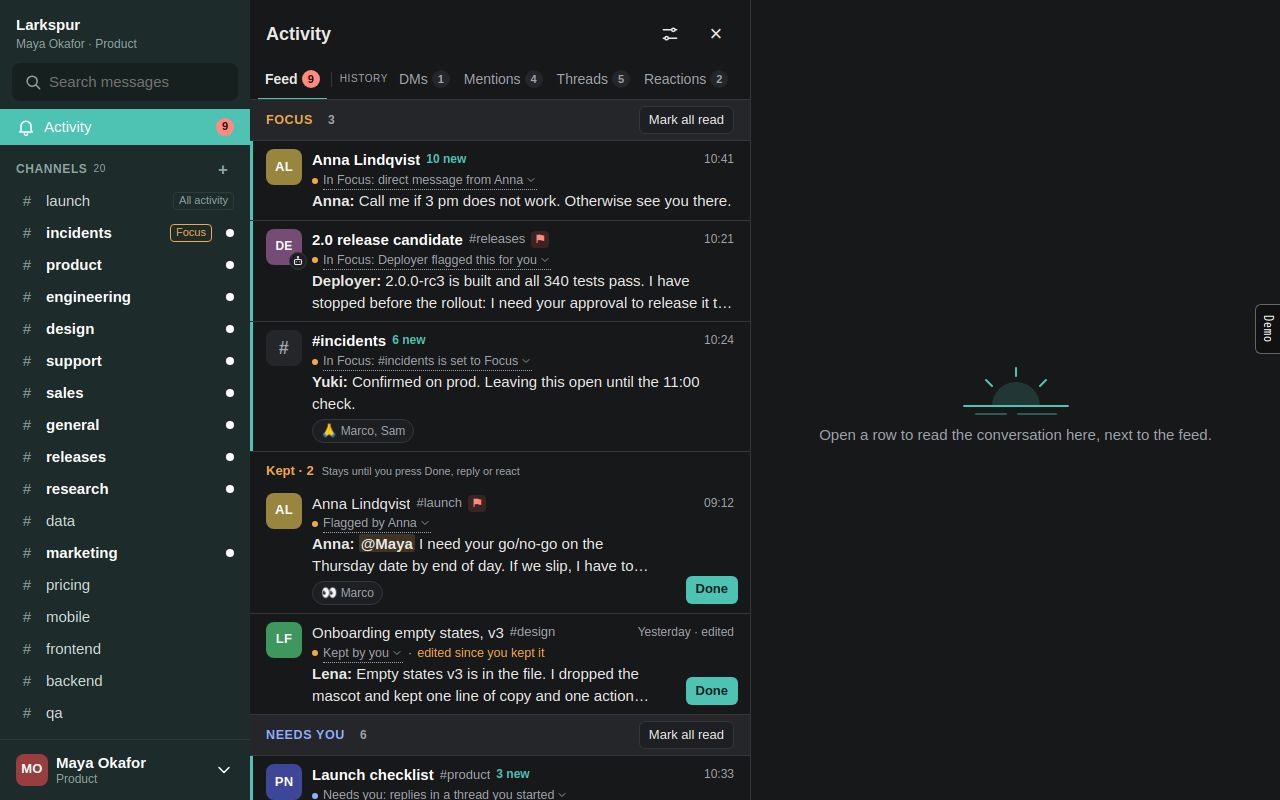 Larkspur
Maya Okafor · Product
Search messages
Activity 9
CHANNELS 20 +
# launch All activity
# incidents Focus
# product
# engineering
# design
# support
# sales
# general
# releases
# research
# data
# marketing
# pricing
# mobile
# frontend
# backend
# qa
MO Maya Okafor
Product
Activity
Feed 9 HISTORY DMs 1 Mentions 4 Threads 5 Reactions 2
FOCUS 3 Mark all read
AL Anna Lindqvist 10 new 10:41
In Focus: direct message from Anna
Anna: Call me if 3 pm does not work. Otherwise see you there.
DE 2.0 release candidate #releases 10:21
In Focus: Deployer flagged this for you
Deployer: 2.0.0-rc3 is built and all 340 tests pass. I have
stopped before the rollout: I need your approval to release it t…
# #incidents 6 new 10:24
In Focus: #incidents is set to Focus
Yuki: Confirmed on prod. Leaving this open until the 11:00
check.
🙏 Marco, Sam
Kept · 2 Stays until you press Done, reply or react
AL Anna Lindqvist #launch 09:12
Flagged by Anna
Anna: @Maya I need your go/no-go on the
Thursday date by end of day. If we slip, I have to…
👀 Marco Done
LF Onboarding empty states, v3 #design Yesterday · edited
Kept by you · edited since you kept it
Lena: Empty states v3 is in the file. I dropped the
mascot and kept one line of copy and one action… Done
NEEDS YOU 6 Mark all read
PN Launch checklist #product 3 new 10:33
Needs you: replies in a thread you started
Open a row to read the conversation here, next to the feed.
Demo